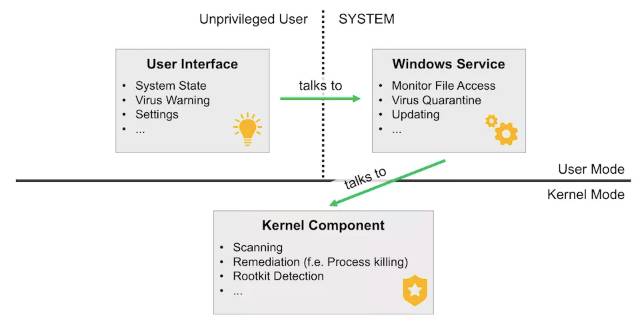 Unprivileged User
SYSTEM
User Interface
• System State
• Virus Warning
• Settings
• ...
talks to
Windows Service
• Monitor File Access
• Virus Quarantine
• Updating
• ...
talks to
User Mode
Kernel Mode
Kernel Component
• Scanning
• Remediation (f.e. Process killing)
• Rootkit Detection
• ...